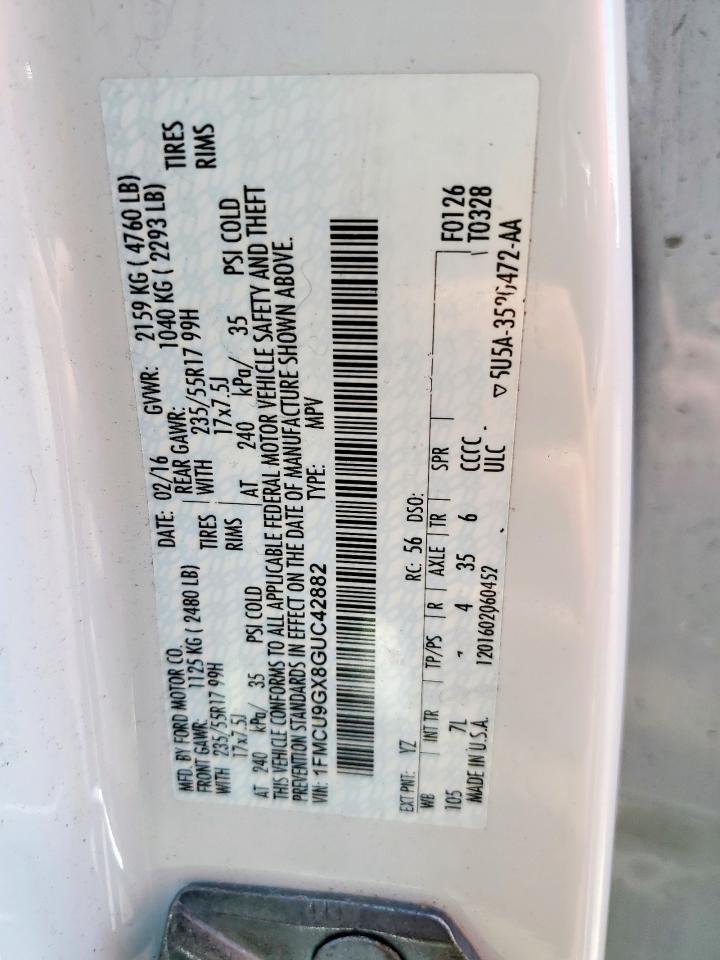 MFD. BY FORD MOTOR CO. DATE: 02/16 GVWR: 2159 KG ( 4760 LB)
FRONT GAWR: 1125 KG ( 2480 LB) REAR GAWR: 1040 KG ( 2293 LB)
WITH 235/55R17 99H TIRES WITH 235/55R17 99H TIRES
17x7.5J RIMS 17x7.5J RIMS
AT 240 kPa/ 35 PSI COLD AT 240 kPa/ 35 PSI COLD
THIS VEHICLE CONFORMS TO ALL APPLICABLE FEDERAL MOTOR VEHICLE SAFETY AND THEFT
PREVENTION STANDARDS IN EFFECT ON THE DATE OF MANUFACTURE SHOWN ABOVE.
VIN: 1FMCU9GX8GUC42882 TYPE: MPV
EXT PNT: YZ RC: 56 DSO: F0126
WB INT TR TP/PS R AXLE TR SPR T0328
105 7L 4 35 6 CCCC
MADE IN U.S.A. ULC